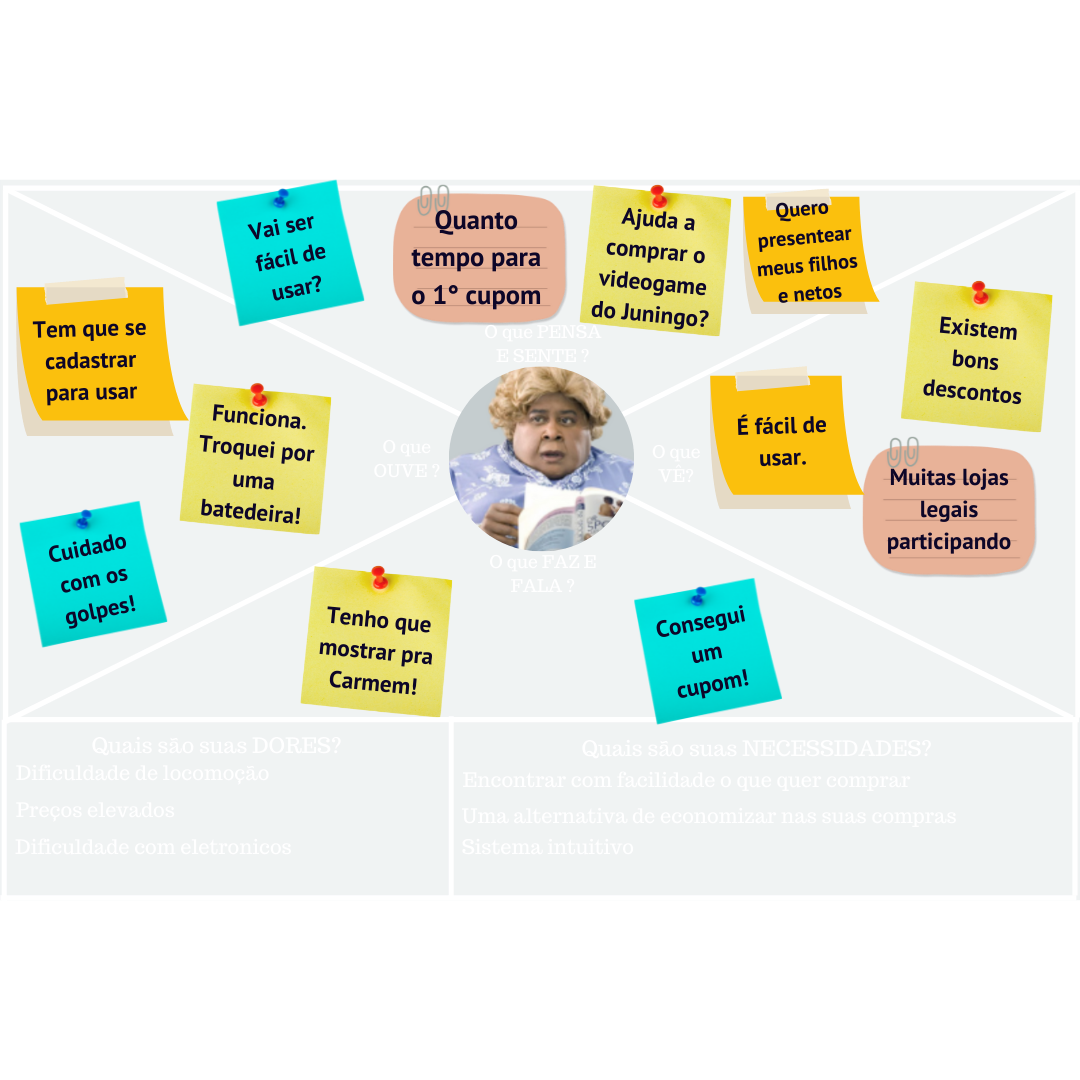 Vai ser
fácil de
usar?
Quanto
tempo para
o 1° cupom
Ajuda a
comprar o
videogame
do Juningo?
Quero
presentear
meus filhos
e netos
O que PENSA
E SENTE ?
Tem que se
cadastrar
para usar
Funciona.
Troquei por
uma
batedeira!
Cuidado
com os
golpes!
O que
OUVE ?
O que
VÊ?
É fácil de
usar.
Existem
bons
descontos
Muitas lojas
legais
participando
O que FAZ E
FALA ?
Tenho que
mostrar pra
Carmem!
Consegui
um
cupom!
Quais são suas DORES?
Dificuldade de locomoção
Preços elevados
Dificuldade com eletronicos
Quais são suas NECESSIDADES?
Encontrar com facilidade o que quer comprar
Uma alternativa de economizar nas suas compras
Sistema intuitivo